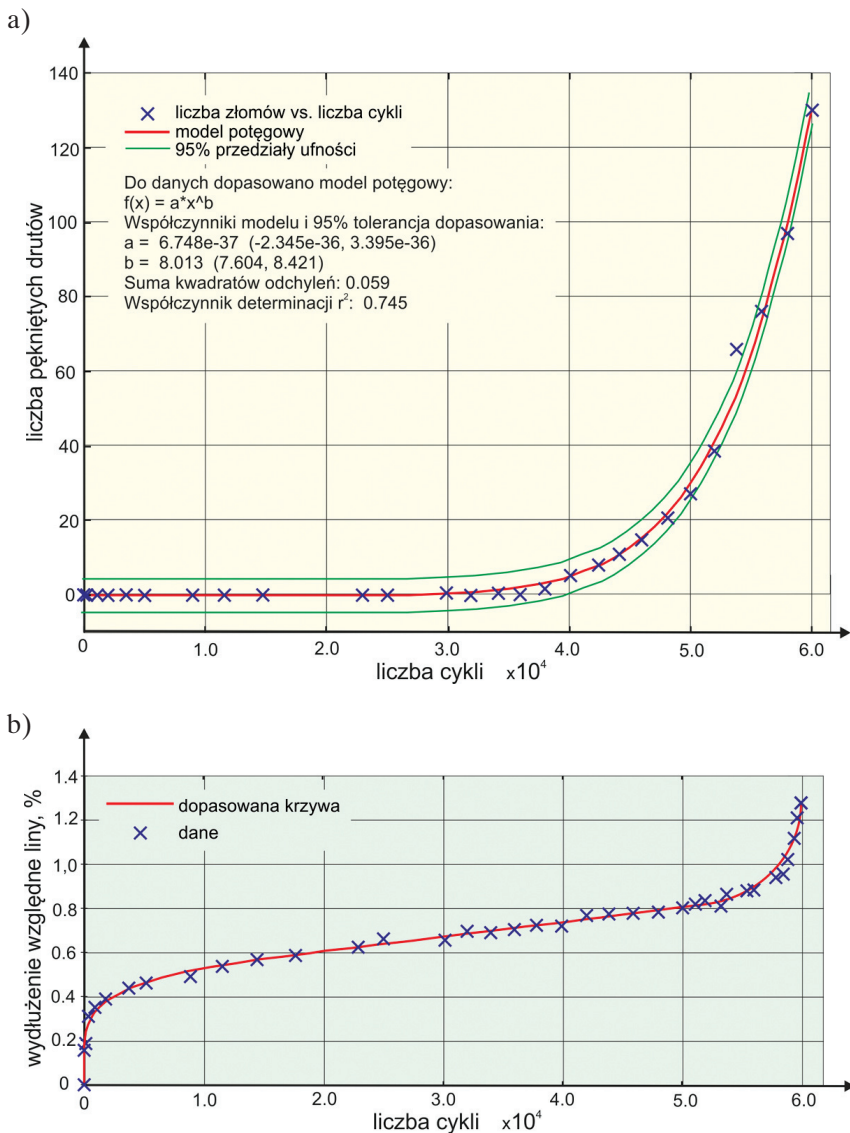 a)
140
120
100
80
60
40
20
0
liczba pękniętych drutów
liczba złomów vs. liczba cykli
model potęgowy
95% przedziały ufności
Do danych dopasowano model potęgowy:
f(x) = a*x^b
Współczynniki modelu i 95% tolerancja dopasowania:
a = 6.748e-37 (-2.345e-36, 3.395e-36)
b = 8.013 (7.604, 8.421)
Suma kwadratów odchyleń: 0.059
Współczynnik determinacji r²: 0.745
0 1.0 2.0 3.0 4.0 5.0 6.0
liczba cykli x10⁴
b)
1.4
1.2
1.0
0.8
0.6
0.4
0.2
0
wydłużenie względne liny, %
dopasowana krzywa
dane
0 1.0 2.0 3.0 4.0 5.0 6.0
liczba cykli x10⁴